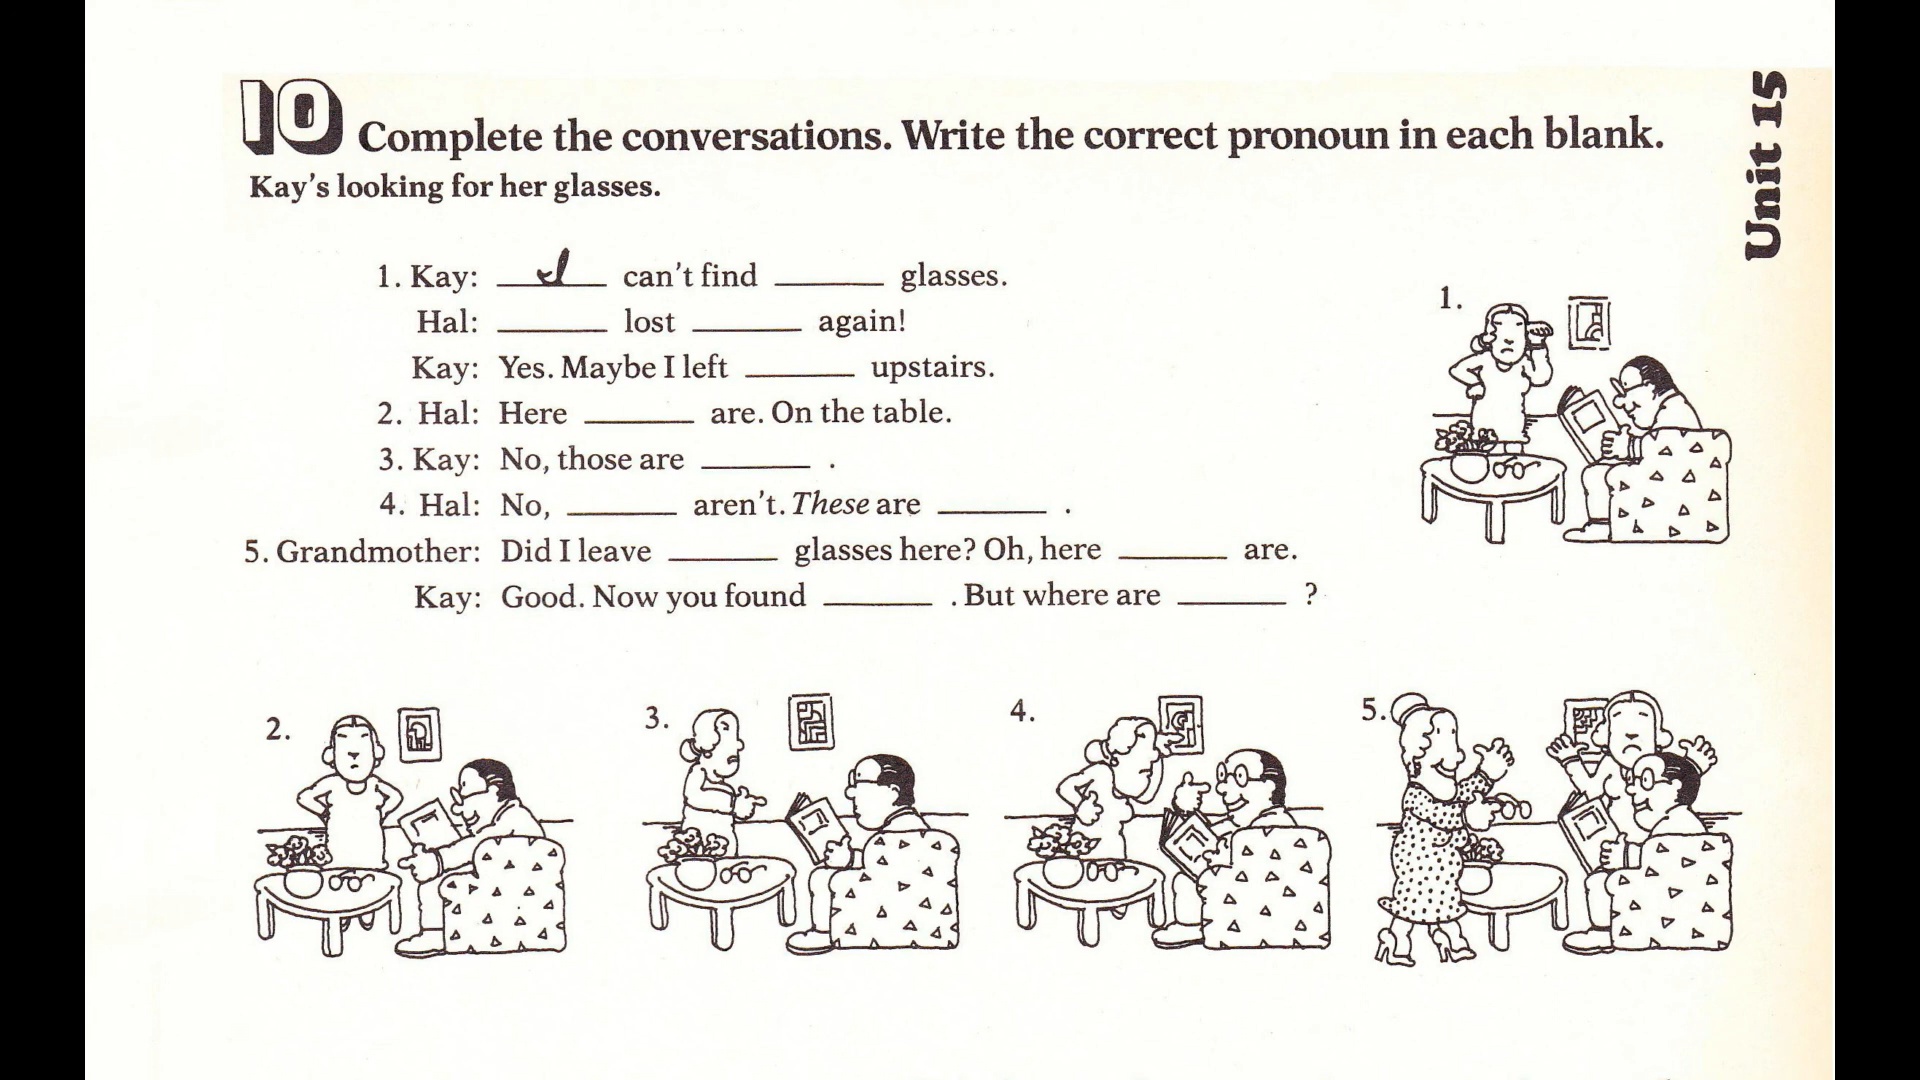 10 Complete the conversations. Write the correct pronoun in each blank.
Unit 15
Kay's looking for her glasses.
1. Kay: I can't find ______ glasses.
Hal: ______ lost ______ again!
Kay: Yes. Maybe I left ______ upstairs.
2. Hal: Here ______ are. On the table.
3. Kay: No, those are ______ .
4. Hal: No, ______ aren't. These are ______ .
5. Grandmother: Did I leave ______ glasses here? Oh, here ______ are.
Kay: Good. Now you found ______ . But where are ______ ?
1.
2.
3.
4.
5.